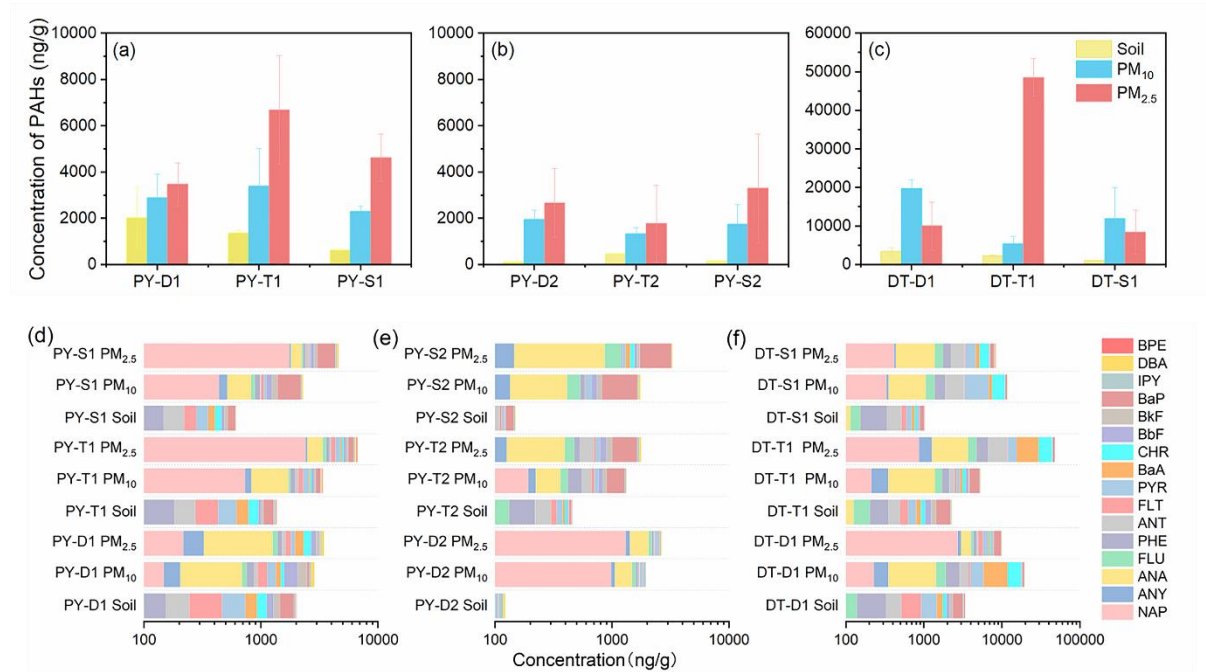 Concentration of PAHs (ng/g)
10000
8000
6000
4000
2000
0
(a)
PY-D1
PY-T1
PY-S1
10000
8000
6000
4000
2000
0
(b)
PY-D2
PY-T2
PY-S2
60000
50000
40000
30000
20000
10000
0
(c)
DT-D1
DT-T1
DT-S1
Soil
PM10
PM2.5
(d)
PY-S1 PM2.5
PY-S1 PM10
PY-S1 Soil
PY-T1 PM2.5
PY-T1 PM10
PY-T1 Soil
PY-D1 PM2.5
PY-D1 PM10
PY-D1 Soil
100
1000
10000
(e)
PY-S2 PM2.5
PY-S2 PM10
PY-S2 Soil
PY-T2 PM2.5
PY-T2 PM10
PY-T2 Soil
PY-D2 PM2.5
PY-D2 PM10
PY-D2 Soil
100
1000
10000
(f)
DT-S1 PM2.5
DT-S1 PM10
DT-S1 Soil
DT-T1 PM2.5
DT-T1 PM10
DT-T1 Soil
DT-D1 PM2.5
DT-D1 PM10
DT-D1 Soil
100
1000
10000
100000
Concentration（ng/g）
BPE
DBA
IPY
BaP
BkF
BbF
CHR
BaA
PYR
FLT
ANT
PHE
FLU
ANA
ANY
NAP